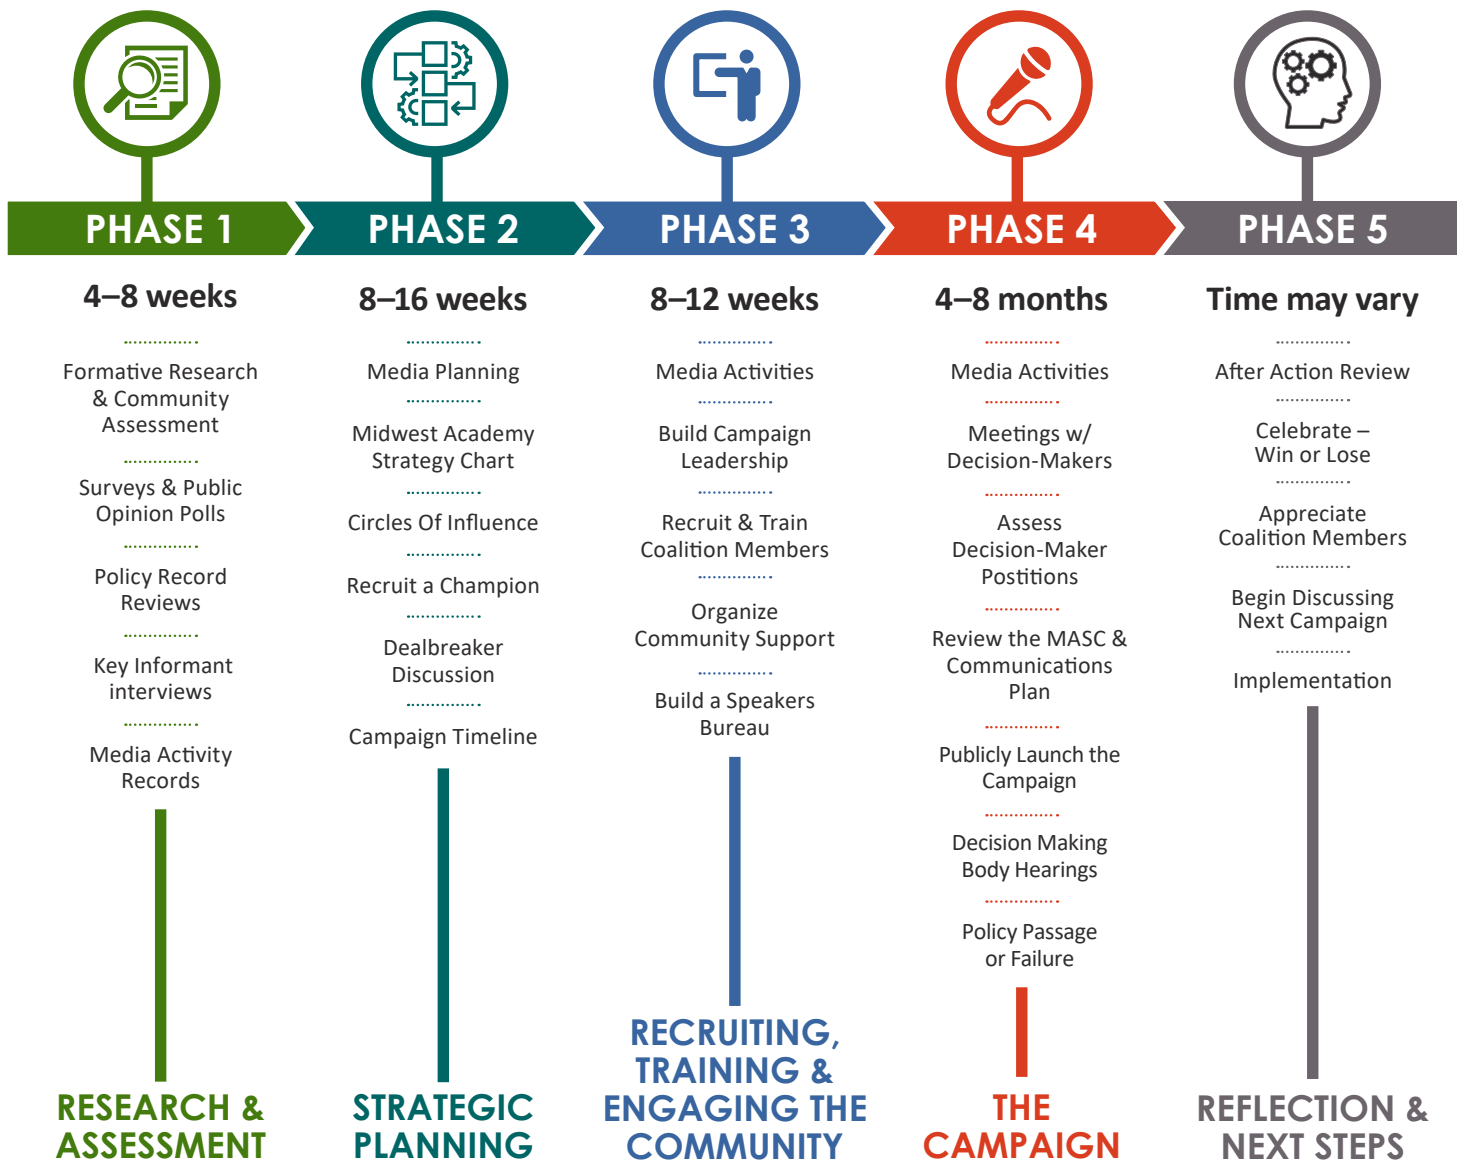 PHASE 1
4–8 weeks
Formative Research
& Community
Assessment
Surveys & Public
Opinion Polls
Policy Record
Reviews
Key Informant
interviews
Media Activity
Records
RESEARCH &
ASSESSMENT
PHASE 2
8–16 weeks
Media Planning
Midwest Academy
Strategy Chart
Circles Of Influence
Recruit a Champion
Dealbreaker
Discussion
Campaign Timeline
STRATEGIC
PLANNING
PHASE 3
8–12 weeks
Media Activities
Build Campaign
Leadership
Recruit & Train
Coalition Members
Organize
Community Support
Build a Speakers
Bureau
RECRUITING,
TRAINING &
ENGAGING THE
COMMUNITY
PHASE 4
4–8 months
Media Activities
Meetings w/
Decision-Makers
Assess
Decision-Maker
Postitions
Review the MASC &
Communications
Plan
Publicly Launch the
Campaign
Decision Making
Body Hearings
Policy Passage
or Failure
THE
CAMPAIGN
PHASE 5
Time may vary
After Action Review
Celebrate –
Win or Lose
Appreciate
Coalition Members
Begin Discussing
Next Campaign
Implementation
REFLECTION &
NEXT STEPS